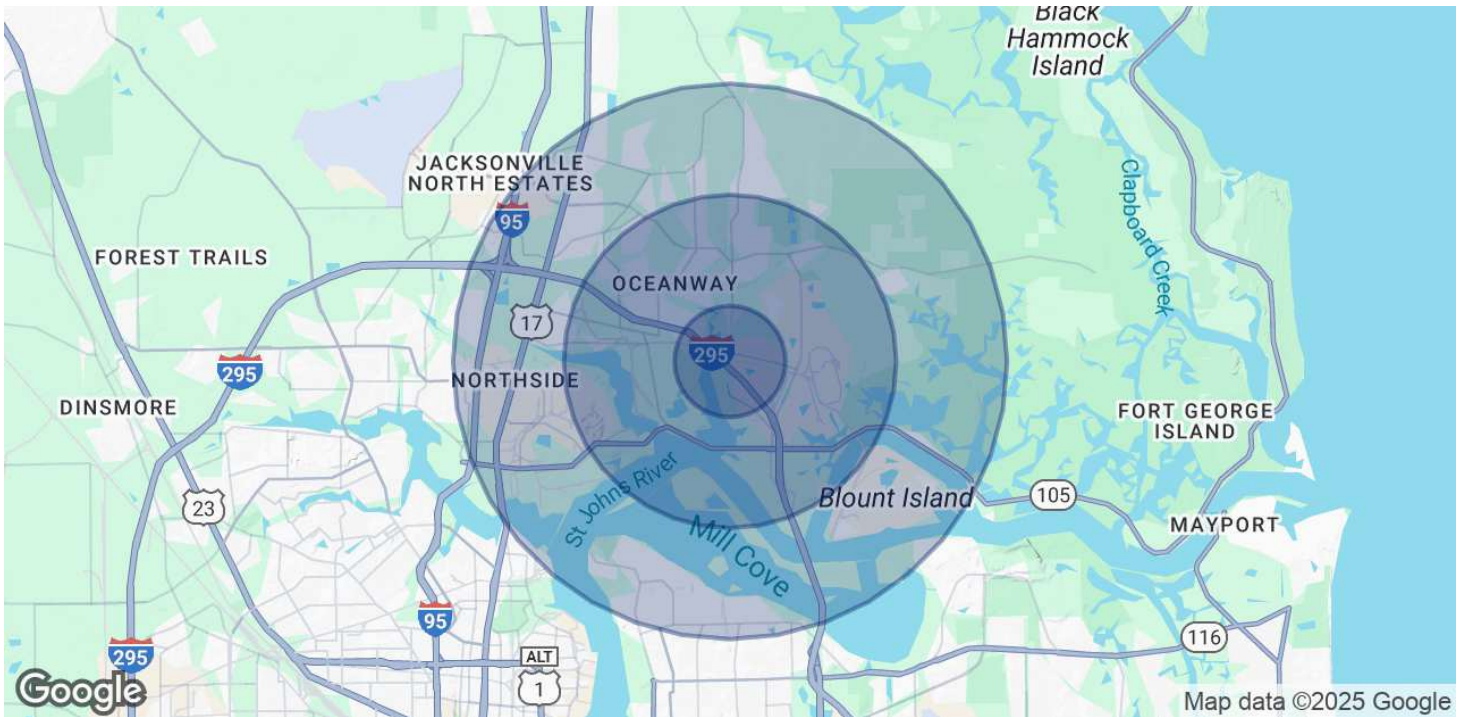 Black
Hammock
Island
JACKSONVILLE
NORTH ESTATES
95
Clapboard Creek
FOREST TRAILS
OCEANWAY
17
295
295
NORTHSIDE
DINSMORE
FORT GEORGE
ISLAND
23
St Johns River
Blount Island
105
MAYPORT
Mill Cove
95
116
295
ALT
1
Google
Map data ©2025 Google